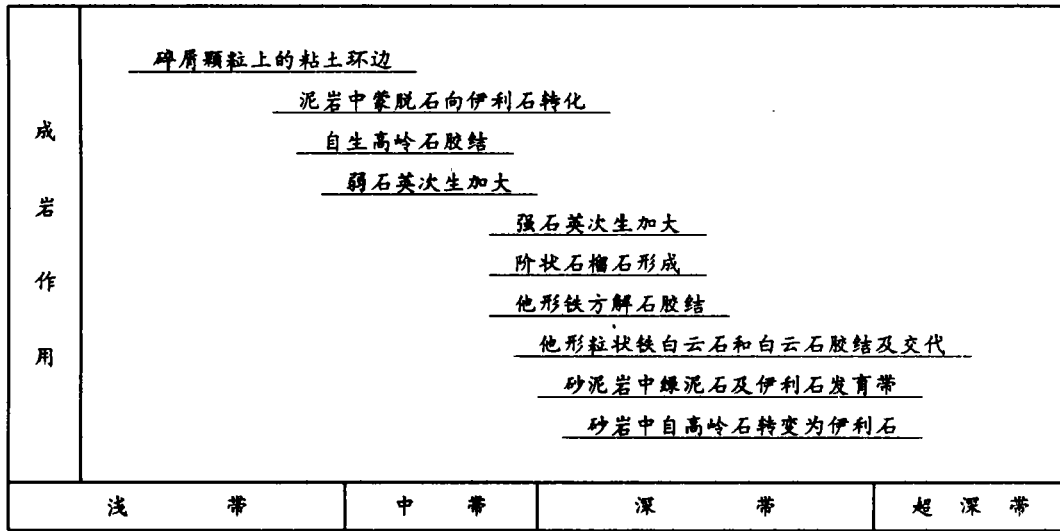 成岩作用
碎屑颗粒上的粘土环边
泥岩中蒙脱石向伊利石转化
自生高岭石胶结
弱石英次生加大
强石英次生加大
阶状石榴石形成
他形铁方解石胶结
他形粒状铁白云石和白云石胶结及交代
砂泥岩中绿泥石及伊利石发育带
砂岩中自高岭石转变为伊利石
浅带 中带 深带 超深带